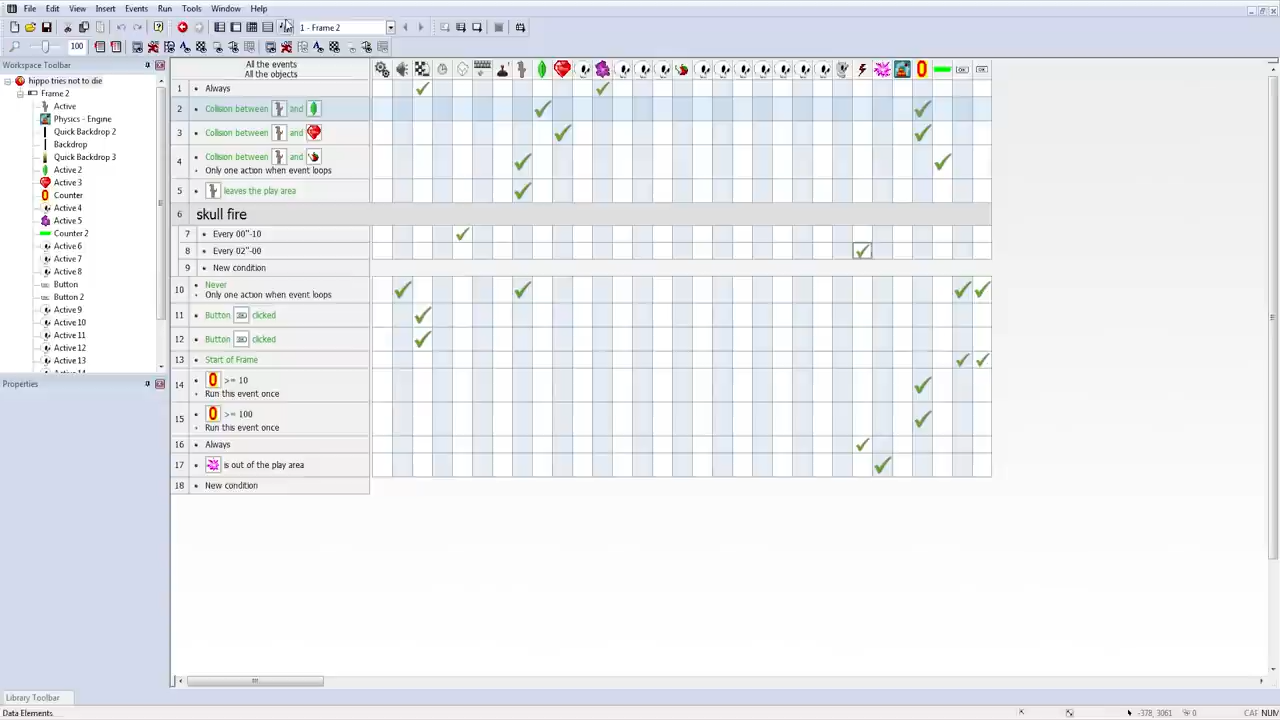 File Edit View Insert Events Run Tools Window Help
1 - Frame 2
100
Workspace Toolbar
hippo tries not to die
Frame 2
Active
Physics - Engine
Quick Backdrop 2
Backdrop
Quick Backdrop 3
Active 2
Active 3
Counter
Active 4
Active 5
Counter 2
Active 6
Active 7
Active 8
Button
Button 2
Active 9
Active 10
Active 11
Active 12
Active 13
Properties
Library Toolbar
Data Elements
All the events
All the objects
1 • Always
2 • Collision between and
3 • Collision between and
4 • Collision between and
• Only one action when event loops
5 • leaves the play area
6 skull fire
7 • Every 00"-10
8 • Every 02"-00
9 • New condition
10 • Never
• Only one action when event loops
11 • Button clicked
12 • Button clicked
13 • Start of Frame
14 • 0 >= 10
• Run this event once
15 • 0 >= 100
• Run this event once
16 • Always
17 • is out of the play area
18 • New condition
-378, 3061 0 CAF NUM